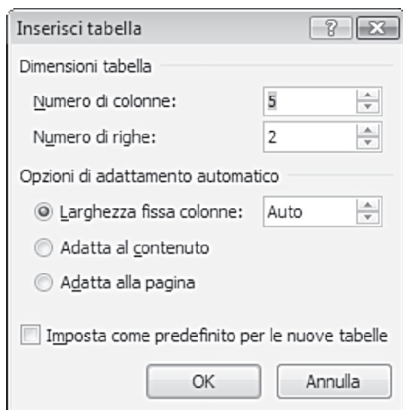 Inserisci tabella
Dimensioni tabella
Numero di colonne: 5
Numero di righe: 2
Opzioni di adattamento automatico
Larghezza fissa colonne: Auto
Adatta al contenuto
Adatta alla pagina
Imposta come predefinito per le nuove tabelle
OK Annulla